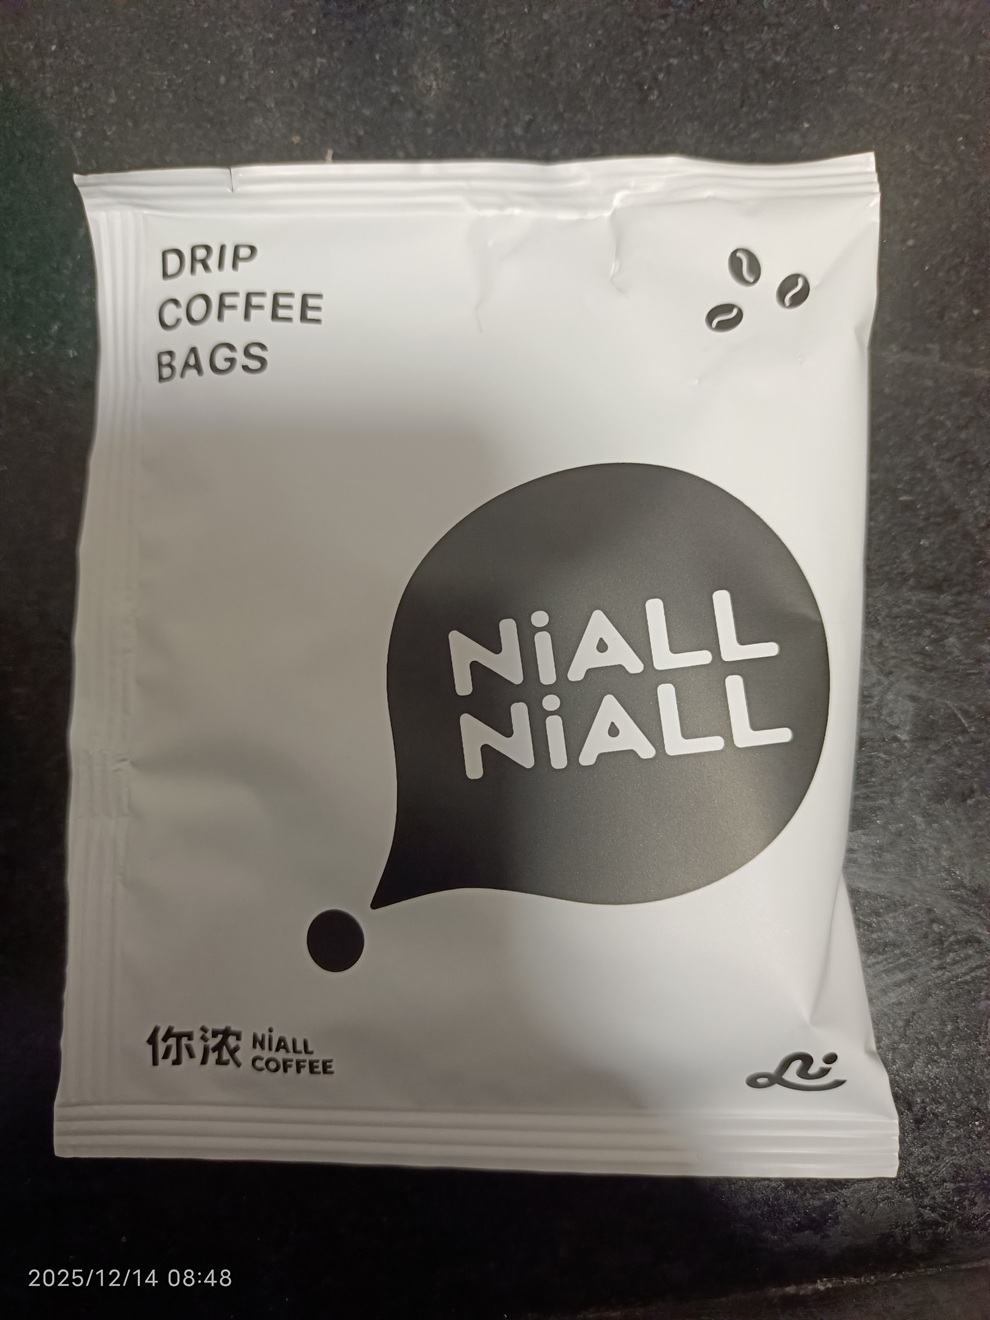 DRIP
COFFEE
BAGS
NiALL
NiALL
你浓 NiALL
COFFEE
2025/12/14 08:48